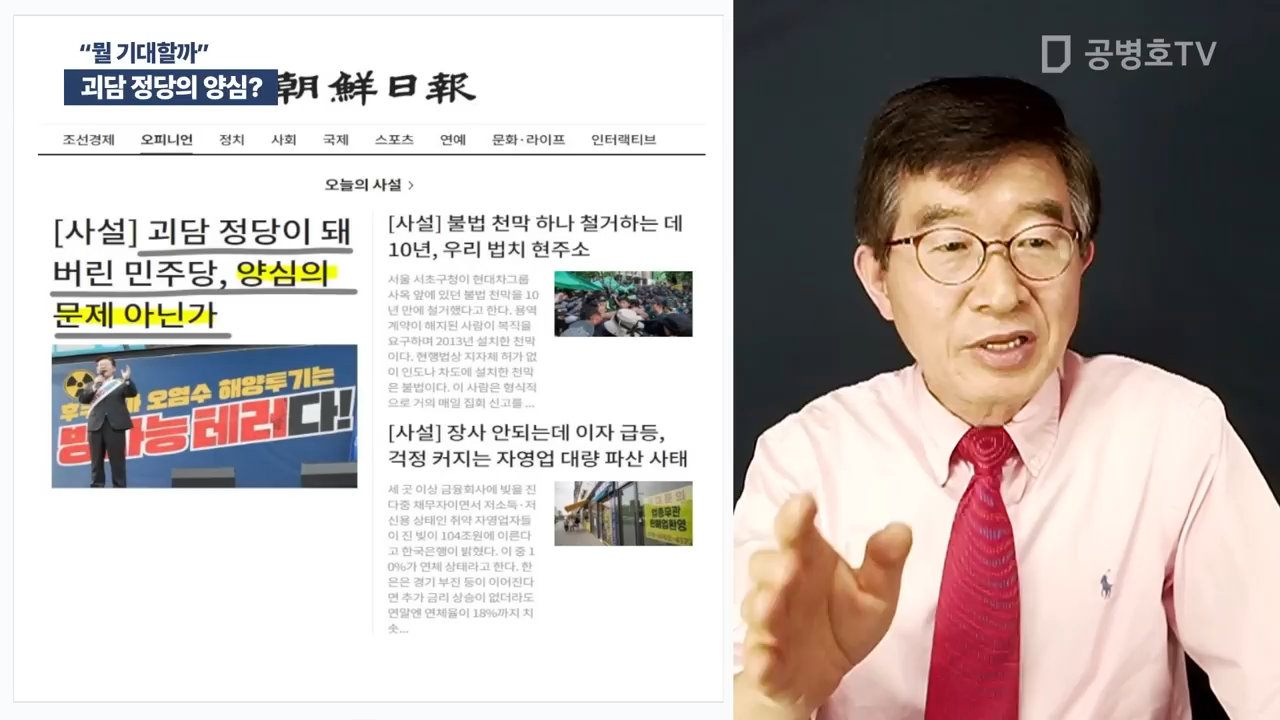 “뭘 기대할까”
괴담 정당의 양심?
朝鮮日報
공병호TV
조선경제 오피니언 정치 사회 국제 스포츠 연예 문화·라이프 인터랙티브
오늘의 사설 >
[사설] 괴담 정당이 돼
버린 민주당, 양심의
문제 아닌가
오염수 해양투기는
테러다!
[사설] 불법 천막 하나 철거하는 데
10년, 우리 법치 현주소
서울 서초구청이 현대차그룹
사옥 앞에 있던 불법 천막을 10
년 만에 철거했다고 한다. 용역
계약이 해지된 사람이 복직을
요구하며 2013년 설치한 천막
이다. 현행법상 지자체 허가 없
이 인도나 차도에 설치한 천막
은 불법이다. 이 사람은 형식적
으로 거의 매일 집회 신고를 ...
[사설] 장사 안되는데 이자 급등,
걱정 커지는 자영업 대량 파산 사태
세 곳 이상 금융회사에 빚을 진
다중 채무자이면서 저소득·저
신용 상태인 취약 자영업자들
이 진 빚이 104조원에 이른다
고 한국은행이 밝혔다. 이 중 1
0%가 연체 상태라고 한다. 한
은은 경기 부진 등이 이어진다
면 추가 금리 상승이 없더라도
연말엔 연체율이 18%까지 치
솟...